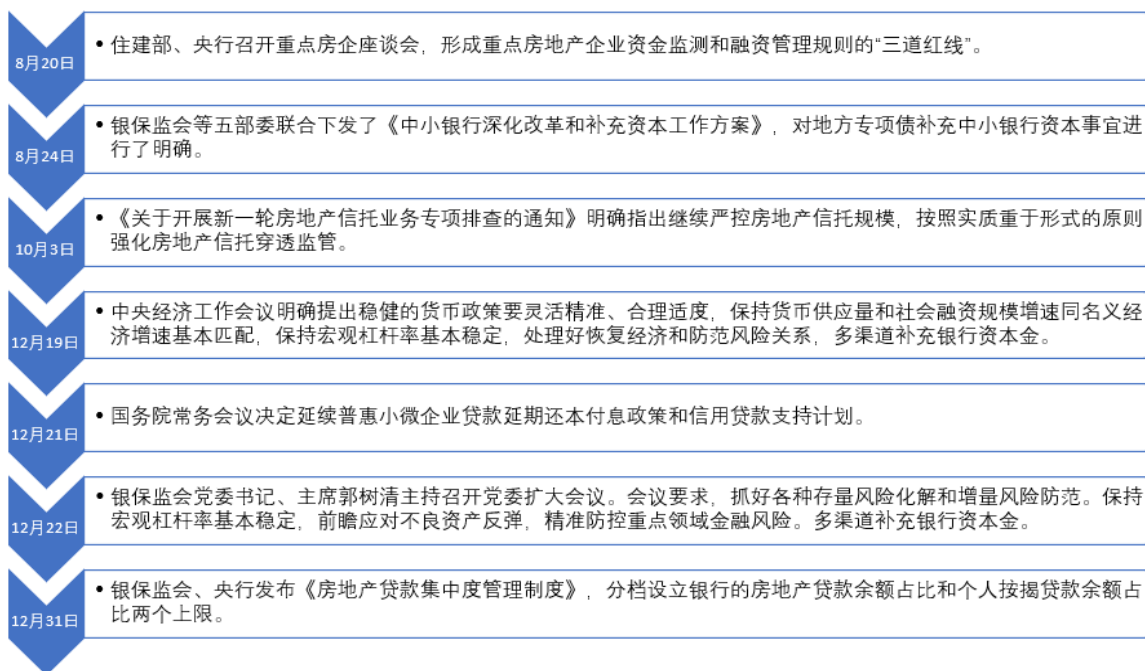 8月20日
• 住建部、央行召开重点房企座谈会，形成重点房地产企业资金监测和融资管理规则的“三道红线”。
8月24日
• 银保监会等五部委联合下发了《中小银行深化改革和补充资本工作方案》，对地方专项债补充中小银行资本事宜进
行了明确。
10月3日
• 《关于开展新一轮房地产信托业务专项排查的通知》明确指出继续严控房地产信托规模，按照实质重于形式的原则
强化房地产信托穿透监管。
12月19日
• 中央经济工作会议明确提出稳健的货币政策要灵活精准、合理适度，保持货币供应量和社会融资规模增速同名义经
济增速基本匹配，保持宏观杠杆率基本稳定，处理好恢复经济和防范风险关系，多渠道补充银行资本金。
12月21日
• 国务院常务会议决定延续普惠小微企业贷款延期还本付息政策和信用贷款支持计划。
12月22日
• 银保监会党委书记、主席郭树清主持召开党委扩大会议。会议要求，抓好各种存量风险化解和增量风险防范。保持
宏观杠杆率基本稳定，前瞻应对不良资产反弹，精准防控重点领域金融风险。多渠道补充银行资本金。
12月31日
• 银保监会、央行发布《房地产贷款集中度管理制度》，分档设立银行的房地产贷款余额占比和个人按揭贷款余额占
比两个上限。